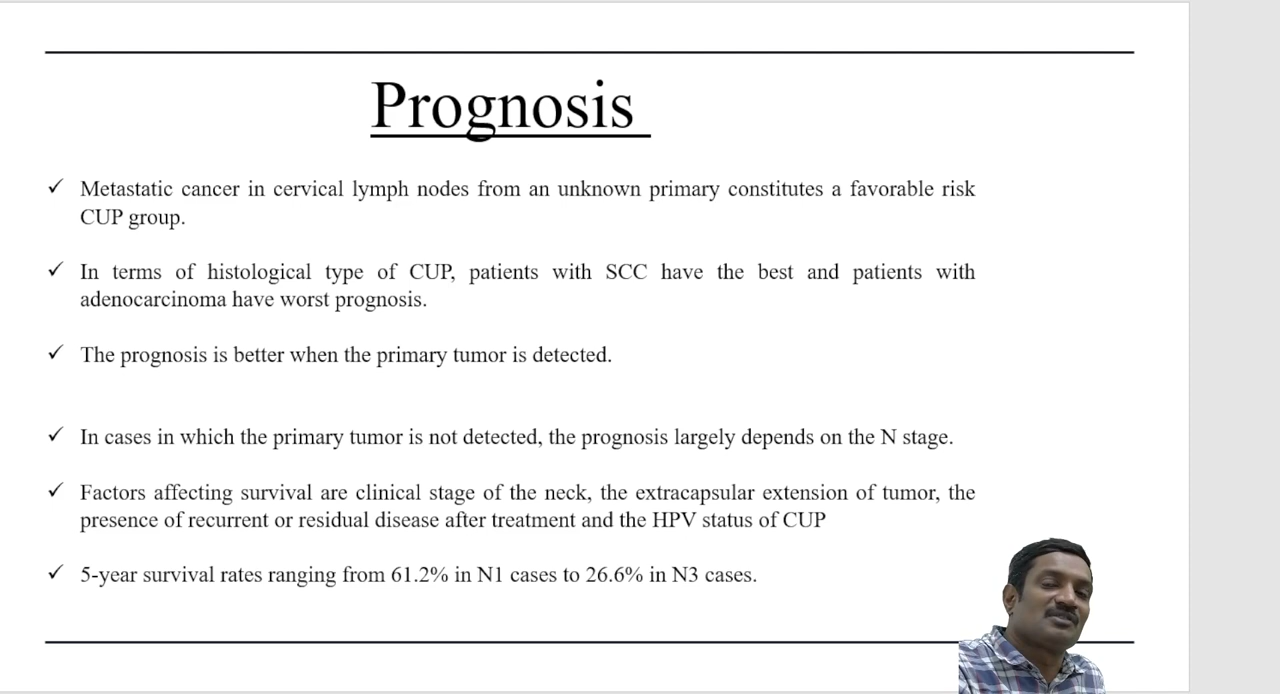 Prognosis
✓ Metastatic cancer in cervical lymph nodes from an unknown primary constitutes a favorable risk
CUP group.
✓ In terms of histological type of CUP, patients with SCC have the best and patients with
adenocarcinoma have worst prognosis.
✓ The prognosis is better when the primary tumor is detected.
✓ In cases in which the primary tumor is not detected, the prognosis largely depends on the N stage.
✓ Factors affecting survival are clinical stage of the neck, the extracapsular extension of tumor, the
presence of recurrent or residual disease after treatment and the HPV status of CUP
✓ 5-year survival rates ranging from 61.2% in N1 cases to 26.6% in N3 cases.